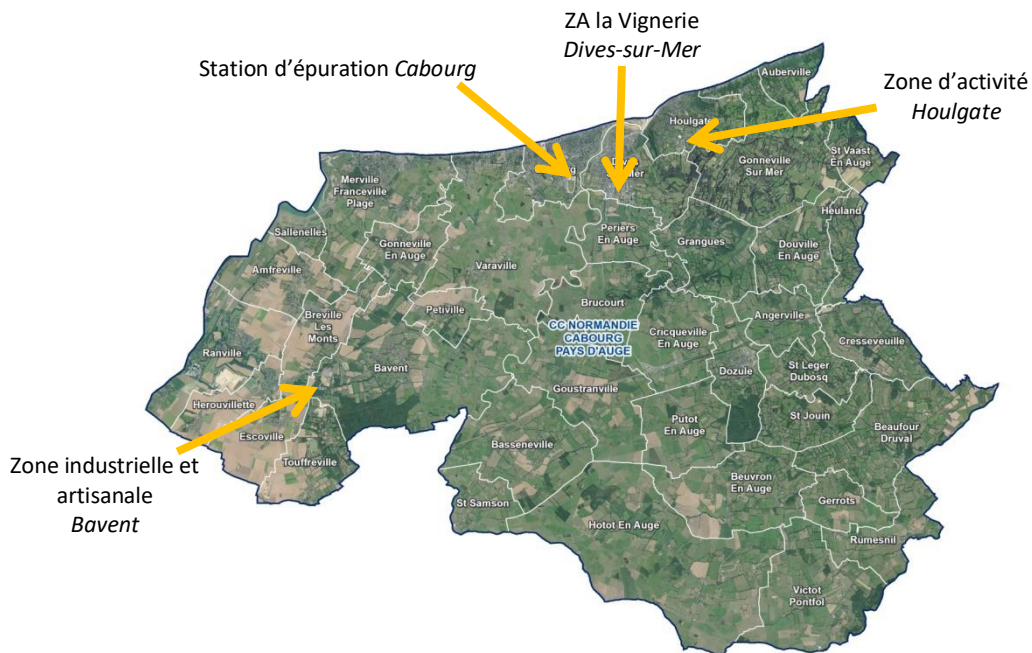 ZA la Vignerie
Dives-sur-Mer
Station d’épuration Cabourg
Zone d’activité
Houlgate
Auberville
Houlgate
St Vaast
En Auge
Gonneville
Sur Mer
Merville
Franceville
Plage
Heuland
Sallenelles
Periers
En Auge
Grangues
Douville
En Auge
Gonneville
En Auge
Varaville
Amfréville
Brucourt
Petiville
Angerville
Breville
Les
Monts
CC NORMANDIE
CABOURG
PAYS D'AUGE
Cricqueville
En Auge
Cresseveuille
Ranville
Bavent
Dozule
St Leger
Dubosq
Goustranville
Herouvillette
St Jouin
Putot
En Auge
Beaufour
Druval
Escoville
Basseneville
Touffreville
Zone industrielle et
artisanale
Bavent
Beuvron
En Auge
Gerrots
St Samson
Hotot En Auge
Rumesnil
Victot
Pontfol